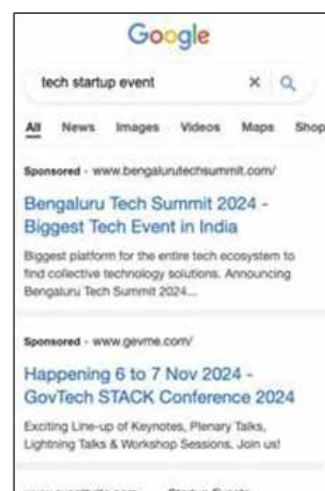 Google
tech startup event
All News Images Videos Maps Shop
Sponsored - www.bengalurutechsummit.com/
Bengaluru Tech Summit 2024 -
Biggest Tech Event in India
Biggest platform for the entire tech ecosystem to
find collective technology solutions. Announcing
Bengaluru Tech Summit 2024...
Sponsored - www.gevme.com/
Happening 6 to 7 Nov 2024 -
GovTech STACK Conference 2024
Exciting Line-up of Keynotes, Plenary Talks,
Lightning Talks & Workshop Sessions. Join us!